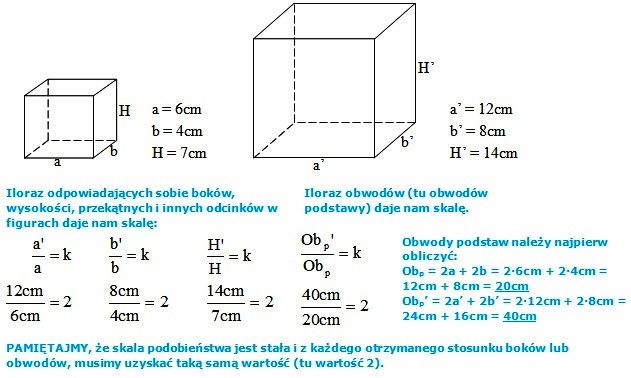 H
a = 6cm
b = 4cm
H = 7cm
a
b
H'
a' = 12cm
b' = 8cm
H' = 14cm
a'
b'
Iloraz odpowiadających sobie boków,
wysokości, przekątnych i innych odcinków w
figurach daje nam skalę:
a'/a = k
b'/b = k
H'/H = k
12cm/6cm = 2
8cm/4cm = 2
14cm/7cm = 2
Iloraz obwodów (tu obwodów
podstawy) daje nam skalę.
Obₚ'/Obₚ = k
40cm/20cm = 2
Obwody podstaw należy najpierw
obliczyć:
Obₚ = 2a + 2b = 2·6cm + 2·4cm =
12cm + 8cm = 20cm
Obₚ' = 2a' + 2b' = 2·12cm + 2·8cm =
24cm + 16cm = 40cm
PAMIĘTAJMY, że skala podobieństwa jest stała i z każdego otrzymanego stosunku boków lub
obwodów, musimy uzyskać taką samą wartość (tu wartość 2).